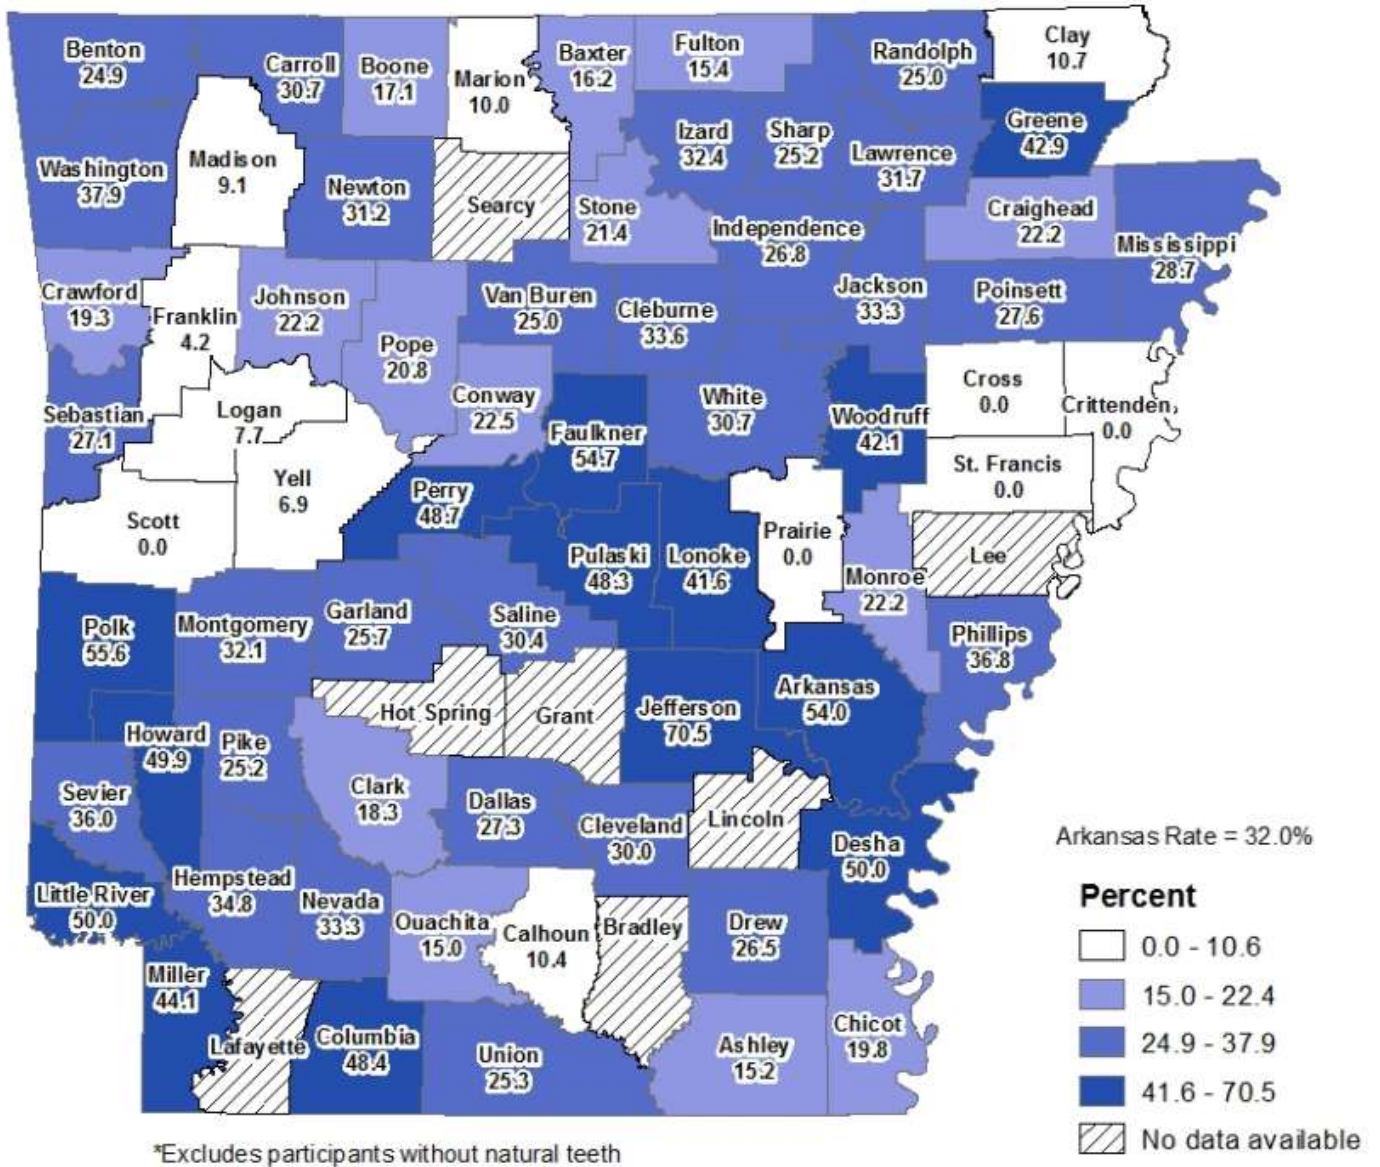 Benton
24.9
Carroll
30.7
Boone
17.1
Marion
10.0
Baxter
16.2
Fulton
15.4
Randolph
25.0
Clay
10.7
Greene
42.9
Washington
37.9
Madison
9.1
Newton
31.2
Searcy
Stone
21.4
Izard
32.4
Sharp
25.2
Lawrence
31.7
Independence
26.8
Craighead
22.2
Mississippi
28.7
Crawford
19.3
Franklin
4.2
Johnson
22.2
Pope
20.8
Van Buren
25.0
Cleburne
33.6
Jackson
33.3
Poinsett
27.6
Sebastian
27.1
Logan
7.7
Conway
22.5
Faulkner
54.7
White
30.7
Woodruff
42.1
Cross
0.0
Crittenden
0.0
St. Francis
0.0
Scott
0.0
Yell
6.9
Perry
48.7
Pulaski
48.3
Lonoke
41.6
Prairie
0.0
Monroe
22.2
Lee
Phillips
36.8
Polk
55.6
Montgomery
32.1
Garland
25.7
Saline
30.4
Hot Spring
Grant
Jefferson
70.5
Arkansas
54.0
Howard
49.9
Pike
25.2
Clark
18.3
Dallas
27.3
Cleveland
30.0
Lincoln
Desha
50.0
Sevier
36.0
Little River
50.0
Hempstead
34.8
Nevada
33.3
Ouachita
15.0
Calhoun
10.4
Bradley
Drew
26.5
Miller
44.1
Lafayette
Columbia
48.4
Union
25.3
Ashley
15.2
Chicot
19.8
Arkansas Rate = 32.0%
Percent
0.0 - 10.6
15.0 - 22.4
24.9 - 37.9
41.6 - 70.5
No data available
*Excludes participants without natural teeth